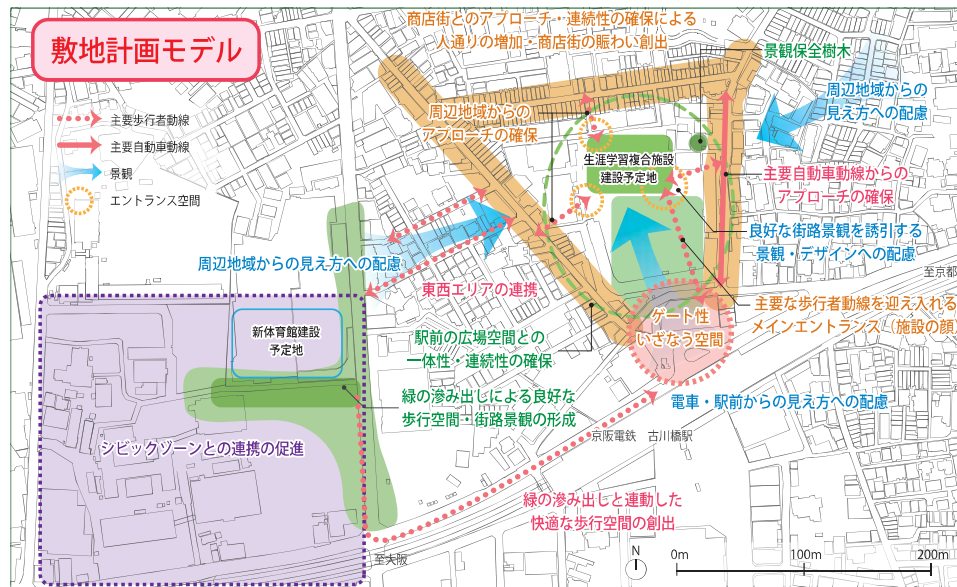 敷地計画モデル
主要歩行者動線
主要自動車動線
景観
エントランス空間
商店街とのアプローチ・連続性の確保による
人通りの増加・商店街の賑わい創出
景観保全樹木
周辺地域からの
見え方への配慮
周辺地域からの
アプローチの確保
生涯学習複合施設
建設予定地
主要自動車動線からの
アプローチの確保
良好な街路景観を誘引する
景観・デザインへの配慮
至京都
周辺地域からの見え方への配慮
東西エリアの連携
主要な歩行者動線を迎え入れる
メインエントランス（施設の顔）
ゲート性
いざなう空間
新体育館建設
予定地
駅前の広場空間との
一体性・連続性の確保
緑の滲み出しによる良好な
歩行空間・街路景観の形成
電車・駅前からの見え方への配慮
京阪電鉄　古川橋駅
シビックゾーンとの連携の促進
緑の滲み出しと連動した
快適な歩行空間の創出
至大阪
N
0m
100m
200m